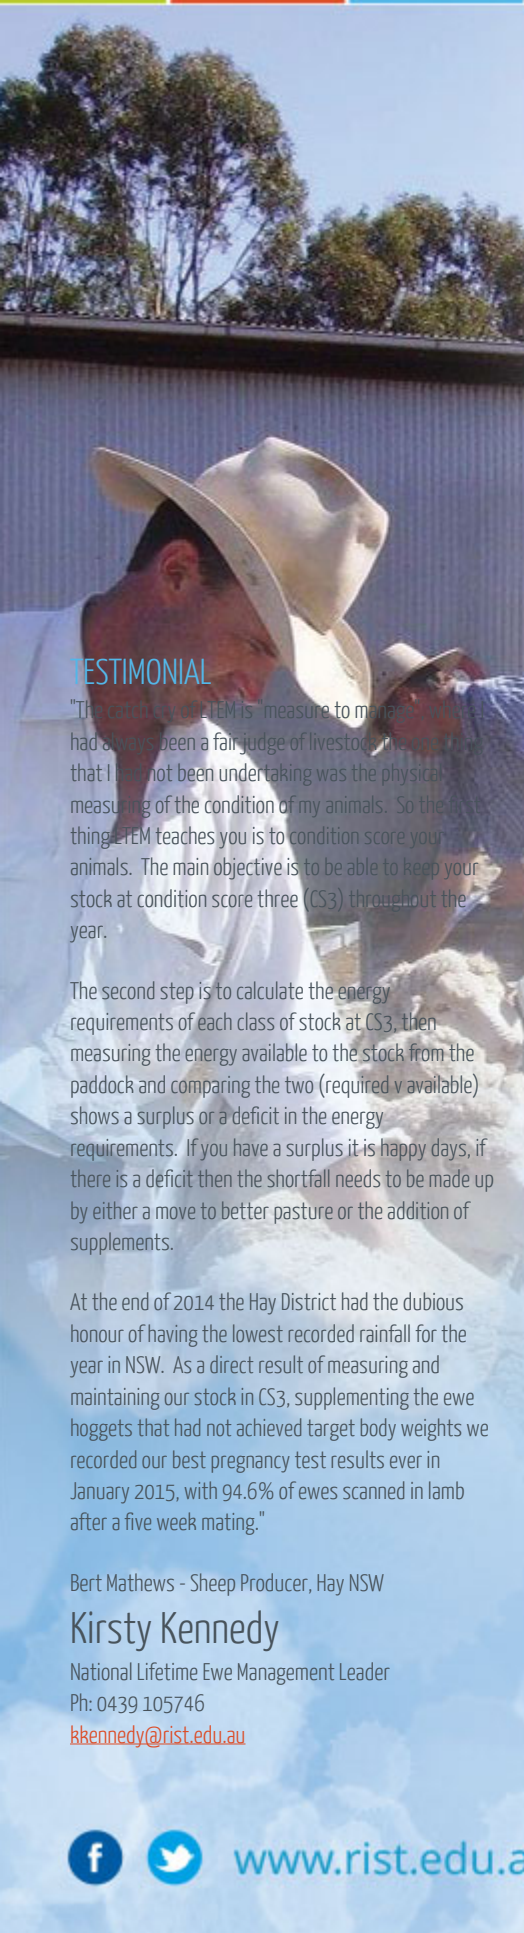 TESTIMONIAL
"The                 LTEM is "measure to manage
had always been a fair judge of livestock the
that I had not been undertaking was the physical
measuring of the condition of my animals.  So the
thing LTEM teaches you is to condition score your
animals.  The main objective is to be able to keep your
stock at condition score three (CS3) throughout the
year.
The second step is to calculate the energy
requirements of each class of stock at CS3, then
measuring the energy available to the stock from the
paddock and comparing the two (required v available)
shows a surplus or a deficit in the energy
requirements.  If you have a surplus it is happy days, if
there is a deficit then the shortfall needs to be made up
by either a move to better pasture or the addition of
supplements.
At the end of 2014 the Hay District had the dubious
honour of having the lowest recorded rainfall for the
year in NSW.  As a direct result of measuring and
maintaining our stock in CS3, supplementing the ewe
hoggets that had not achieved target body weights we
recorded our best pregnancy test results ever in
January 2015, with 94.6% of ewes scanned in lamb
after a five week mating."
Bert Mathews - Sheep Producer, Hay NSW
Kirsty Kennedy
National Lifetime Ewe Management Leader
Ph: 0439 105746
kkennedy@rist.edu.au
f www.rist.edu.a